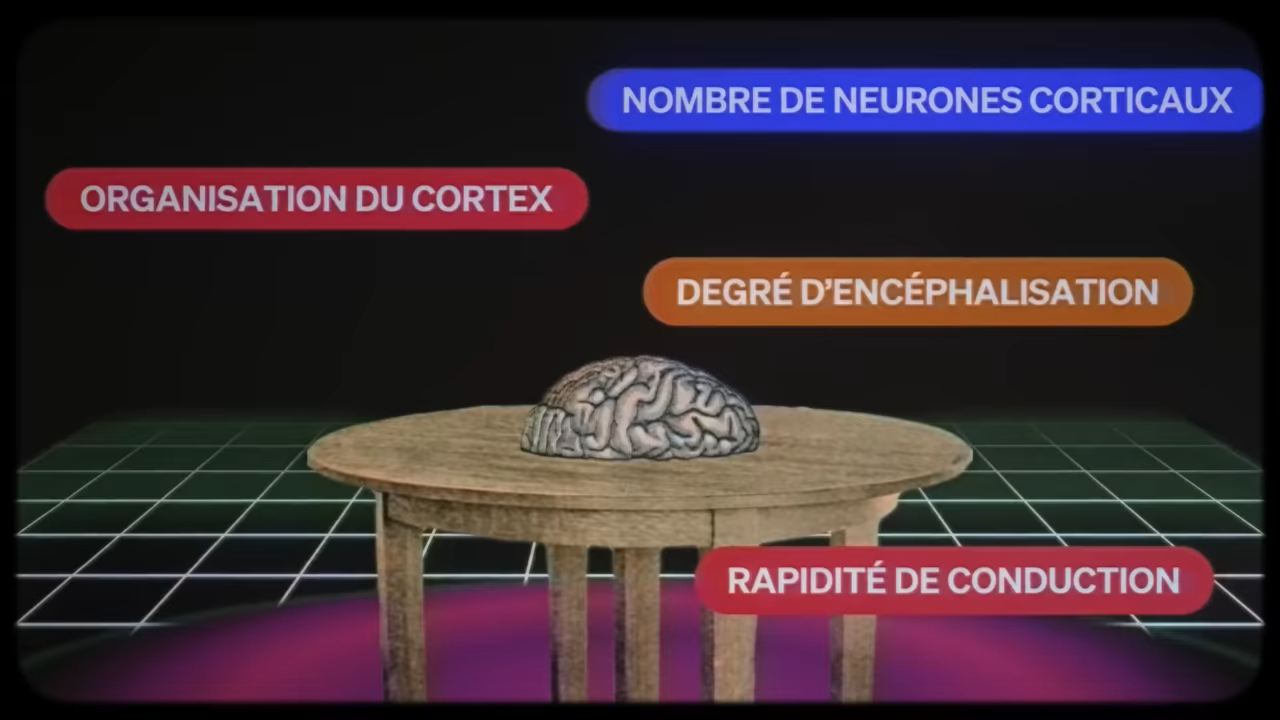 NOMBRE DE NEURONES CORTICAUX
ORGANISATION DU CORTEX
DEGRÉ D’ENCÉPHALISATION
RAPIDITÉ DE CONDUCTION